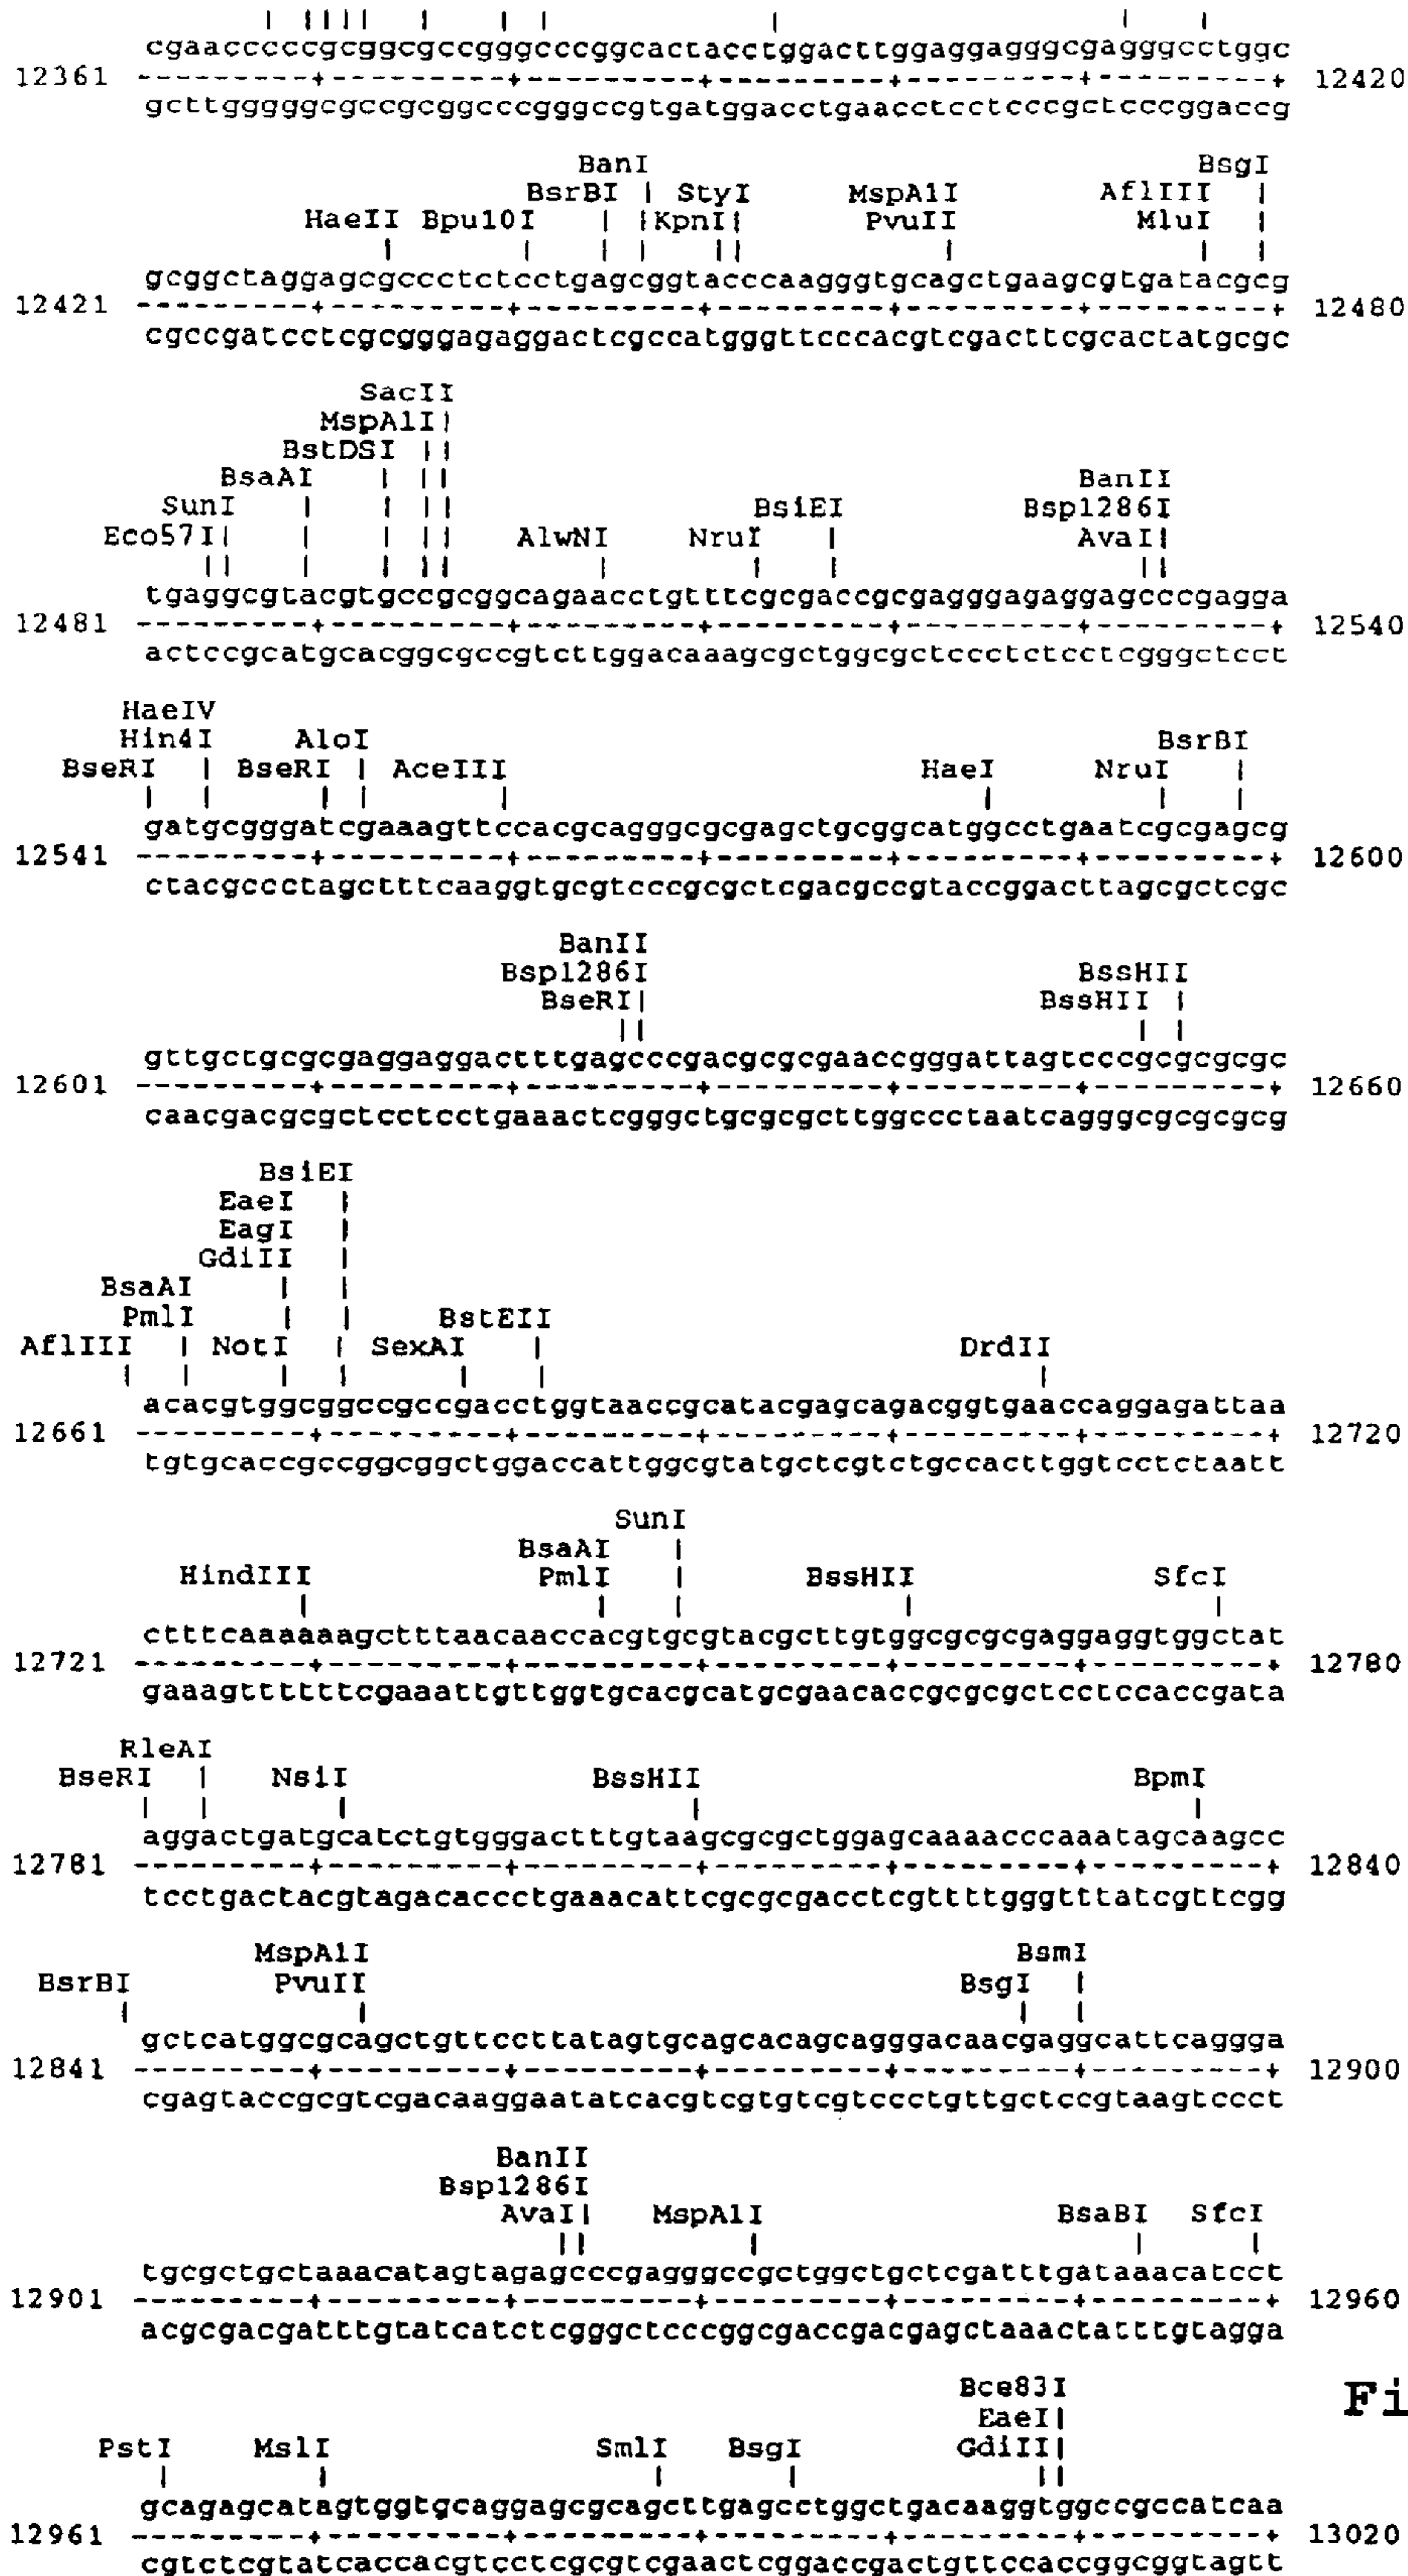 cgaacccccgcggcgccgggcccggcactacctggacttggaggagggcgagggcctggc
12361 ---------+---------+---------+---------+---------+---------+ 12420
gcttgggggcgccgcggcccgggccgtgatggacctgaacctcctcccgctcccggaccg
BanI BsgI
BsrBI | StyI MspA1I AflIII |
HaeII Bpu10I | |KpnI| PvuII MluI |
gcggctaggagcgccctctcctgagcggtacccaagggtgcagctgaagcgtgatacgcg
12421 ---------+---------+---------+---------+---------+---------+ 12480
cgccgatcctcgcgggagaggactcgccatgggttcccacgtcgacttcgcactatgcgc
SacII
MspA1I|
BstDSI ||
BsaAI | || BanII
SunI | | || BsiEI Bsp1286I
Eco57I| | | || AlwNI NruI | AvaI|
tgaggcgtacgtgccgcggcagaacctgtttcgcgaccgcgagggagaggagcccgagga
12481 ---------+---------+---------+---------+---------+---------+ 12540
actccgcatgcacggcgccgtcttggacaaagcgctggcgctccctctcctcgggctcct
HaeIV
Hin4I AloI BsrBI
BseRI | BseRI | AceIII HaeI NruI |
gatgcgggatcgaaagttccacgcagggcgcgagctgcggcatggcctgaatcgcgagcg
12541 ---------+---------+---------+---------+---------+---------+ 12600
ctacgccctagctttcaaggtgcgtcccgcgctcgacgccgtaccggacttagcgctcgc
BanII
Bsp1286I BssHII
BseRI| BssHII |
gttgctgcgcgaggaggactttgagcccgacgcgcgaaccgggattagtcccgcgcgcgc
12601 ---------+---------+---------+---------+---------+---------+ 12660
caacgacgcgctcctcctgaaactcgggctgcgcgcttggccctaatcagggcgcgcgcg
BsiEI
EaeI |
EagI |
GdiII |
BsaAI | |
PmlI | | BstEII
AflIII | NotI | SexAI | DrdII
acacgtggcggccgccgacctggtaaccgcatacgagcagacggtgaaccaggagattaa
12661 ---------+---------+---------+---------+---------+---------+ 12720
tgtgcaccgccggcggctggaccattggcgtatgctcgtctgccacttggtcctctaatt
SunI
BsaAI |
HindIII PmlI | BssHII SfcI
ctttcaaaaaagctttaacaaccacgtgcgtacgcttgtggcgcgcgaggaggtggctat
12721 ---------+---------+---------+---------+---------+---------+ 12780
gaaagttttttcgaaattgttggtgcacgcatgcgaacaccgcgcgctcctccaccgata
RleAI
BseRI | NsiI BssHII BpmI
aggactgatgcatctgtgggactttgtaagcgcgctggagcaaaacccaaatagcaagcc
12781 ---------+---------+---------+---------+---------+---------+ 12840
tcctgactacgtagacaccctgaaacattcgcgcgacctcgttttgggtttatcgttcgg
MspA1I BsmI
BsrBI PvuII BsgI |
gctcatggcgcagctgttccttatagtgcagcacagcagggacaacgaggcattcaggga
12841 ---------+---------+---------+---------+---------+---------+ 12900
cgagtaccgcgtcgacaaggaatatcacgtcgtgtcgtccctgttgctccgtaagtccct
BanII
Bsp1286I
AvaI| MspA1I BsaBI SfcI
tgcgctgctaaacatagtagagcccgagggccgctggctgctcgatttgataaacatcct
12901 ---------+---------+---------+---------+---------+---------+ 12960
acgcgacgatttgtatcatctcgggctcccggcgaccgacgagctaaactatttgtagga
Bce83I
EaeI|
PstI MslI SmlI BsgI GdiII|
gcagagcatagtggtgcaggagcgcagcttgagcctggctgacaaggtggccgccatcaa
12961 ---------+---------+---------+---------+---------+---------+ 13020
cgtctcgtatcaccacgtcctcgcgtcgaactcggaccgactgttccaccggcggtagtt
Fi